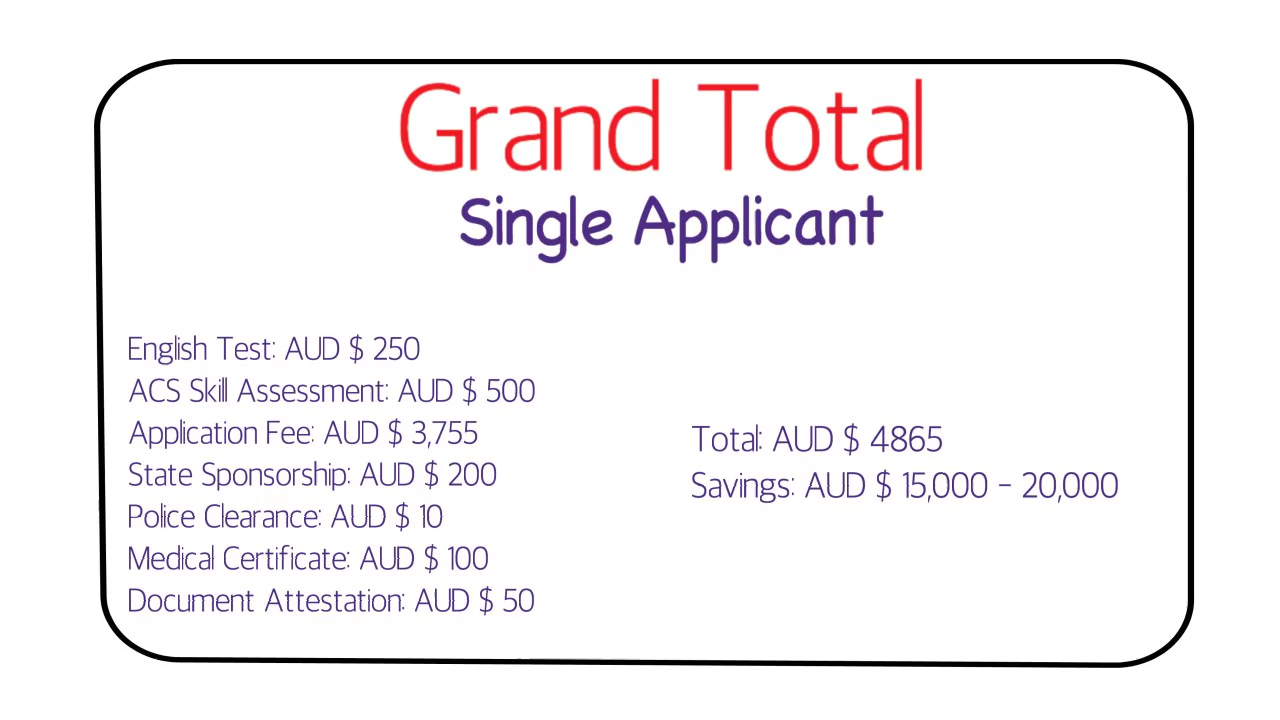 Grand Total
Single Applicant
English Test: AUD $ 250
ACS Skill Assessment: AUD $ 500
Application Fee: AUD $ 3,755
State Sponsorship: AUD $ 200
Police Clearance: AUD $ 10
Medical Certificate: AUD $ 100
Document Attestation: AUD $ 50
Total: AUD $ 4865
Savings: AUD $ 15,000 - 20,000